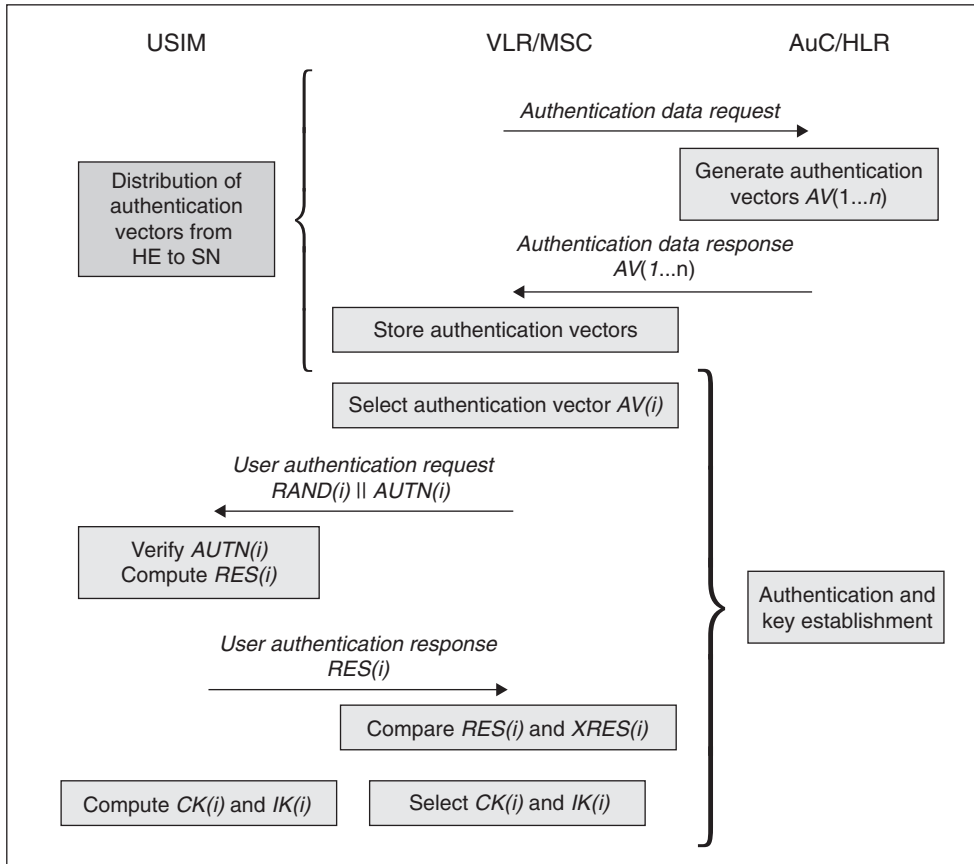 USIM
VLR/MSC
AuC/HLR
Authentication data request
Distribution of
authentication
vectors from
HE to SN
Generate authentication
vectors AV(1...n)
Authentication data response
AV(1...n)
Store authentication vectors
Select authentication vector AV(i)
User authentication request
RAND(i) || AUTN(i)
Verify AUTN(i)
Compute RES(i)
Authentication and
key establishment
User authentication response
RES(i)
Compare RES(i) and XRES(i)
Compute CK(i) and IK(i)
Select CK(i) and IK(i)